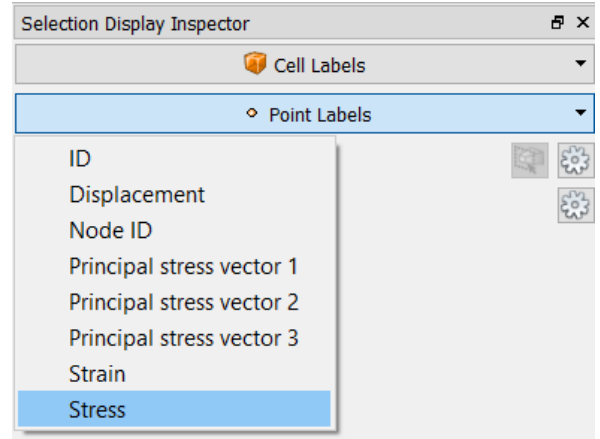 Selection Display Inspector
Cell Labels
Point Labels
ID
Displacement
Node ID
Principal stress vector 1
Principal stress vector 2
Principal stress vector 3
Strain
Stress